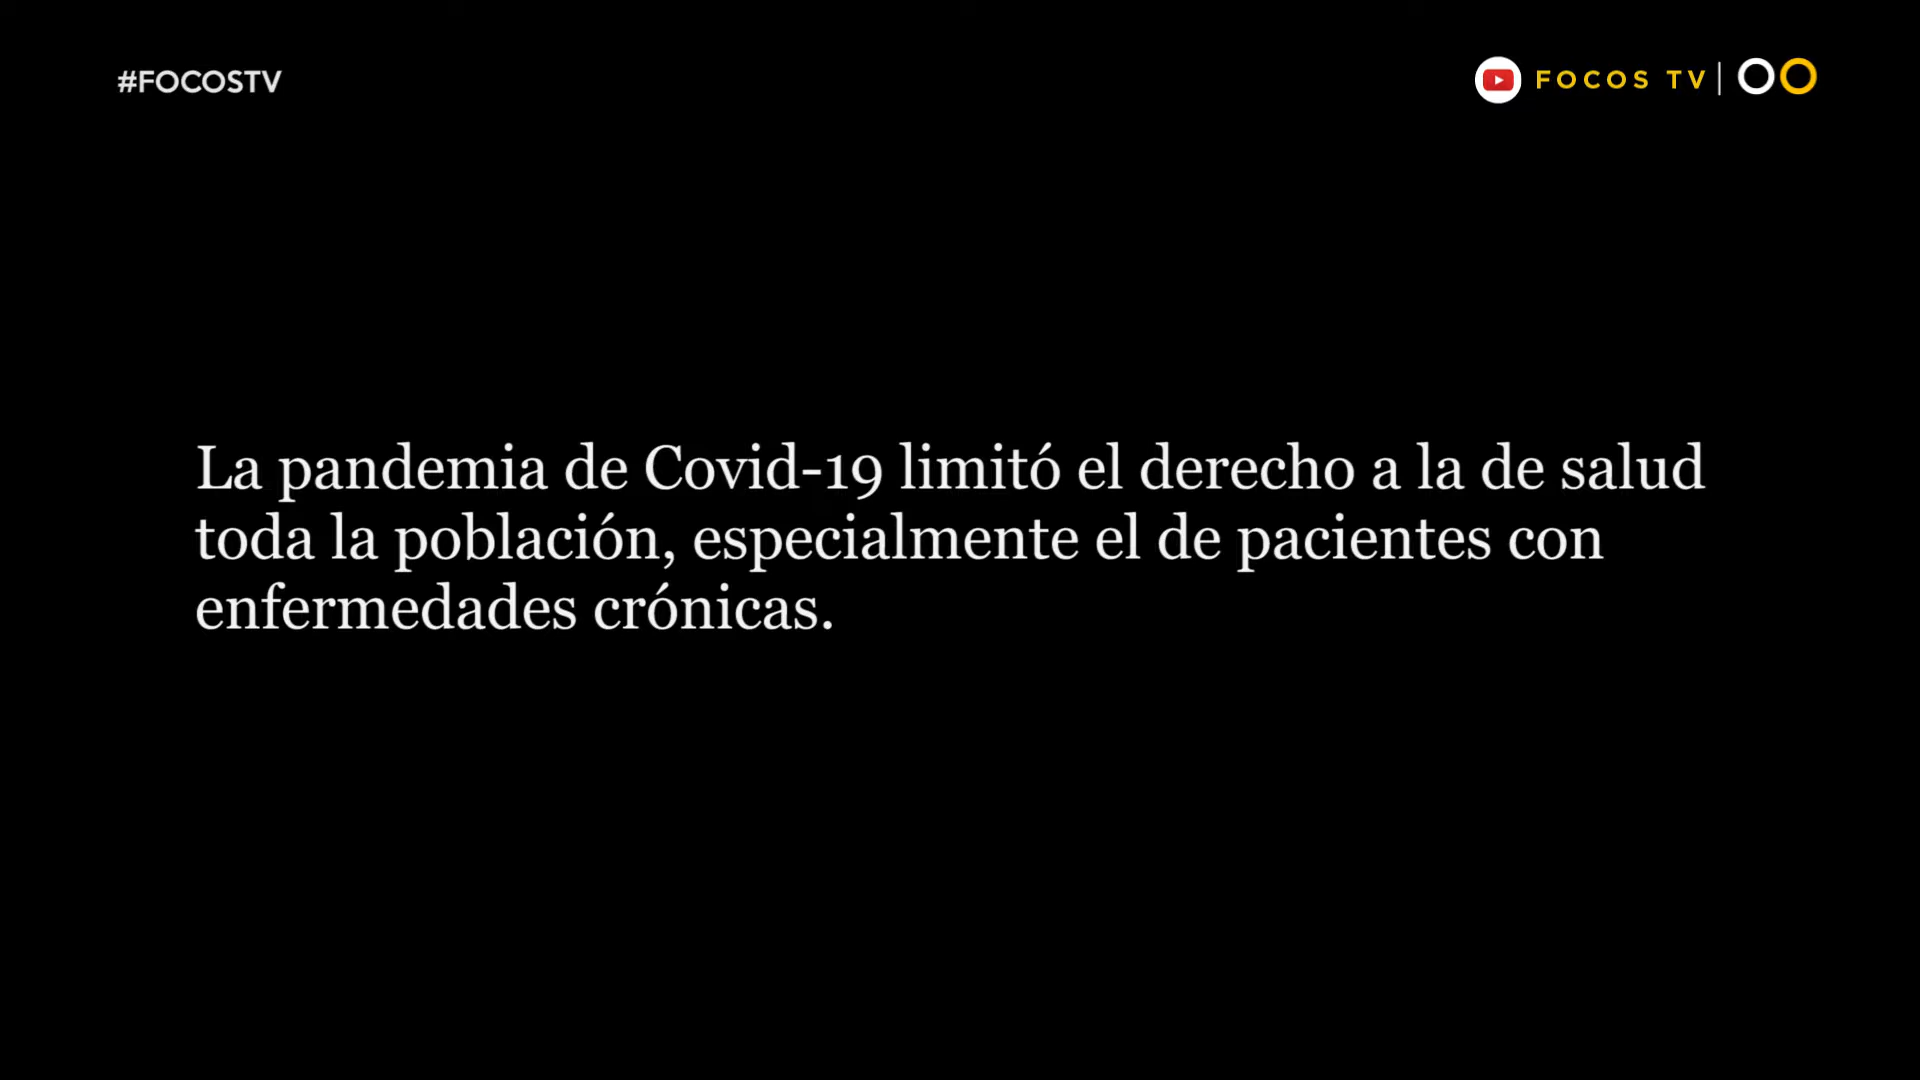 #FOCOSTV
FOCOS TV
La pandemia de Covid-19 limitó el derecho a la de salud
toda la población, especialmente el de pacientes con
enfermedades crónicas.